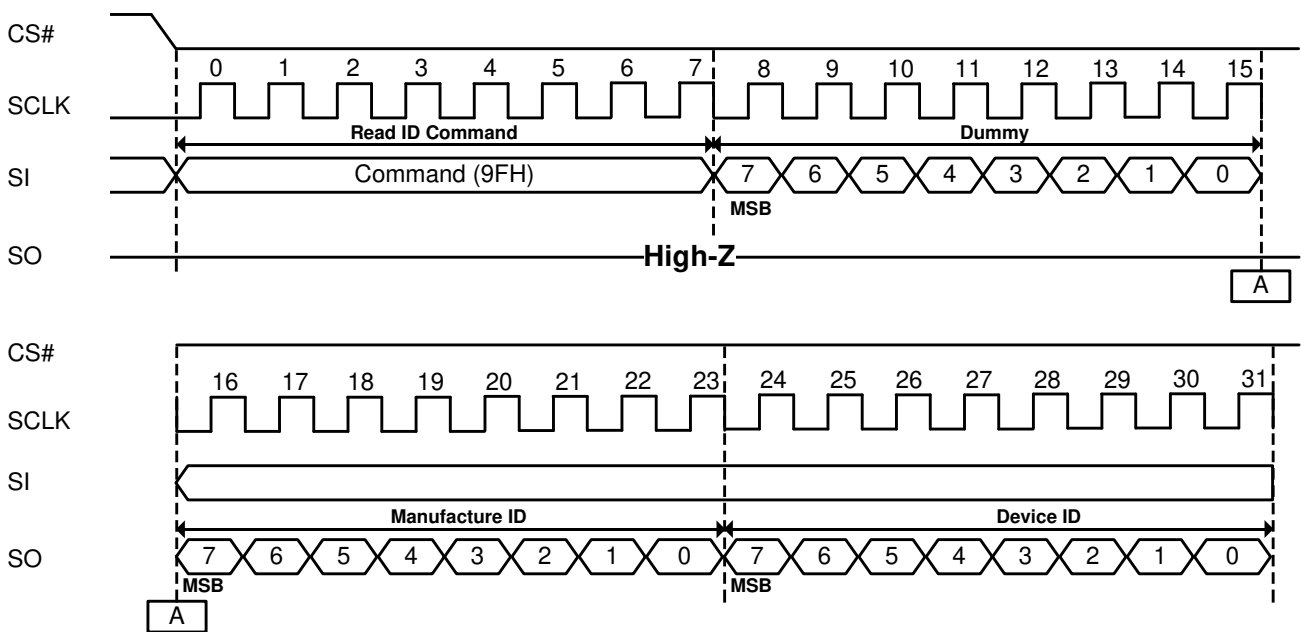 CS#
0 1 2 3 4 5 6 7 8 9 10 11 12 13 14 15
SCLK
Read ID Command Dummy
SI Command (9FH) 7 6 5 4 3 2 1 0
MSB
SO High-Z
A
CS#
16 17 18 19 20 21 22 23 24 25 26 27 28 29 30 31
SCLK
SI
Manufacture ID Device ID
SO 7 6 5 4 3 2 1 0 7 6 5 4 3 2 1 0
MSB MSB
A